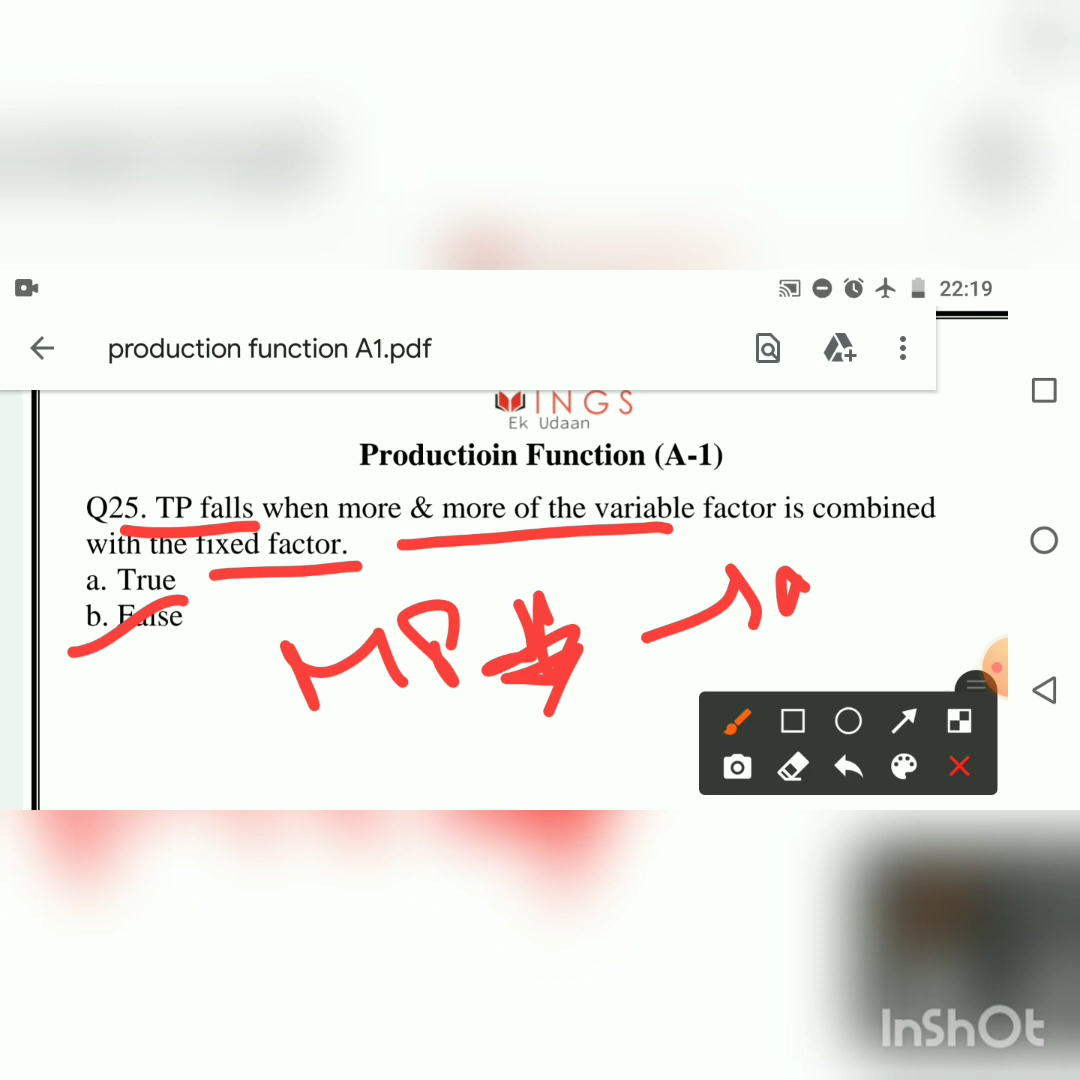 22:19
production function A1.pdf
WINGS
Ek Udaan
Productioin Function (A-1)
Q25. TP falls when more & more of the variable factor is combined
with the fixed factor.
a. True
b. False
MP
InShOt